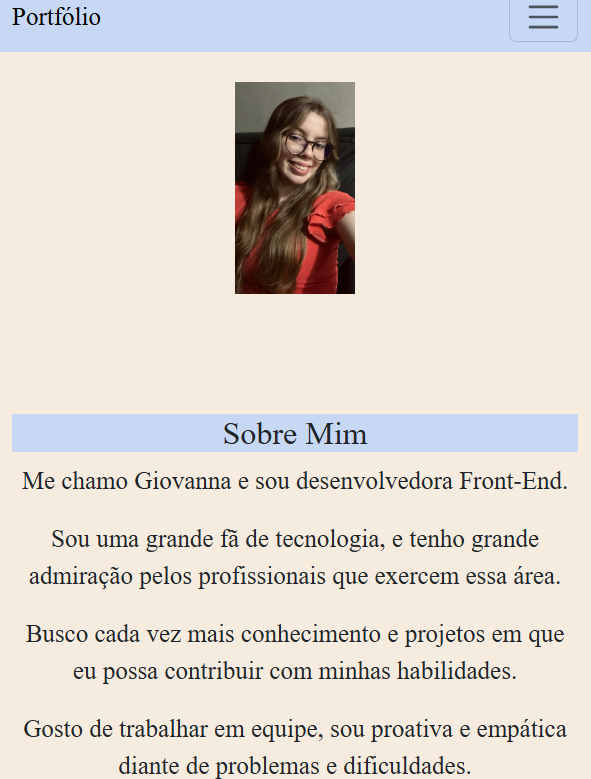 Portfólio
Sobre Mim
Me chamo Giovanna e sou desenvolvedora Front-End.
Sou uma grande fã de tecnologia, e tenho grande
admiração pelos profissionais que exercem essa área.
Busco cada vez mais conhecimento e projetos em que
eu possa contribuir com minhas habilidades.
Gosto de trabalhar em equipe, sou proativa e empática
diante de problemas e dificuldades.